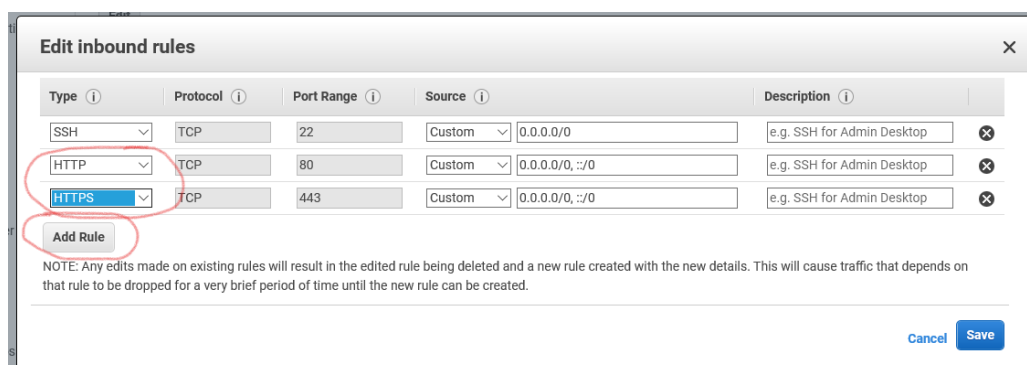 Edit
Edit inbound rules
Type i Protocol i Port Range i Source i Description i
SSH TCP 22 Custom 0.0.0.0/0 e.g. SSH for Admin Desktop
HTTP TCP 80 Custom 0.0.0.0/0, ::/0 e.g. SSH for Admin Desktop
HTTPS TCP 443 Custom 0.0.0.0/0, ::/0 e.g. SSH for Admin Desktop
Add Rule
NOTE: Any edits made on existing rules will result in the edited rule being deleted and a new rule created with the new details. This will cause traffic that depends on
that rule to be dropped for a very brief period of time until the new rule can be created.
Cancel Save